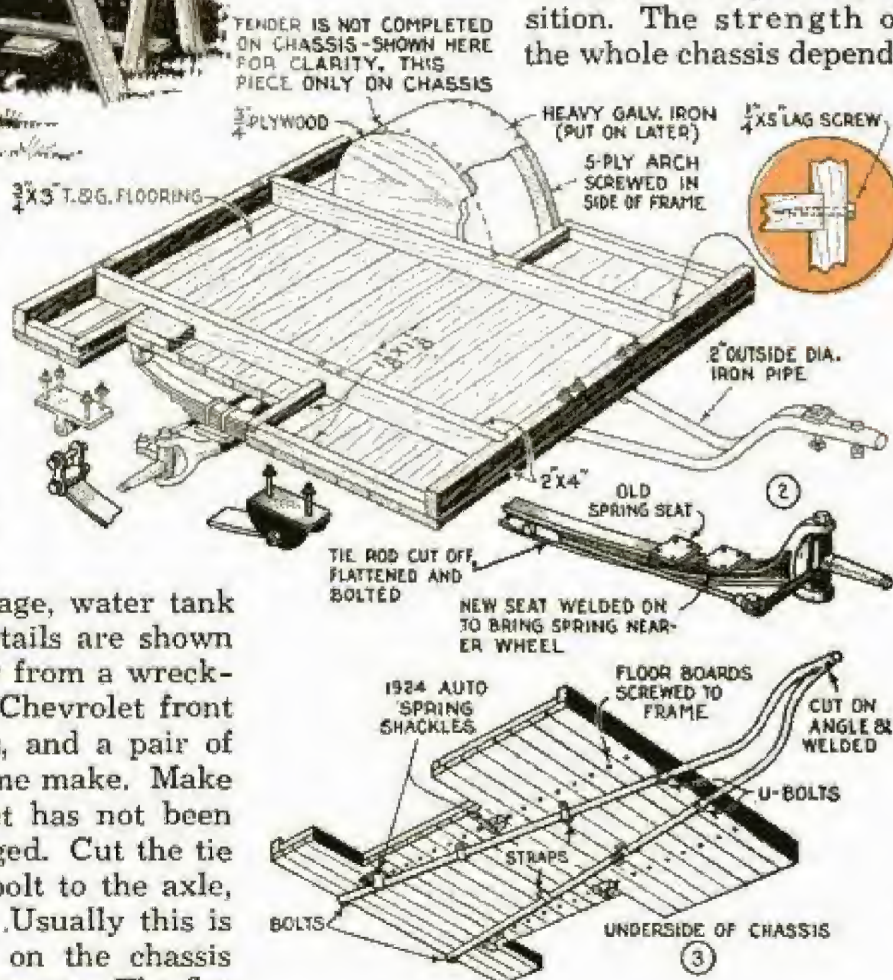 sition. The strength o
the whole chassis depend
FENDER IS NOT COMPLETED
ON CHASSIS-SHOWN HERE
FOR CLARITY. THIS
PIECE ONLY ON CHASSIS
3/4" PLYWOOD
HEAVY GALV. IRON
(PUT ON LATER)
5-PLY ARCH
SCREWED IN
SIDE OF FRAME
1/4"X5" LAG SCREW
3/4"X3" T.&G. FLOORING
2" OUTSIDE DIA.
IRON PIPE
2"X4"
2
OLD
SPRING SEAT
TIE ROD CUT OFF,
FLATTENED AND
BOLTED
NEW SEAT WELDED ON
TO BRING SPRING NEAR-
ER WHEEL
age, water tank
tails are shown
from a wreck-
Chevrolet front
, and a pair of
me make. Make
t has not been
ged. Cut the tie
bolt to the axle,
.Usually this is
on the chassis
1924 AUTO
SPRING
SHACKLES
FLOOR BOARDS
SCREWED TO
FRAME
CUT ON
ANGLE &
WELDED
U-BOLTS
STRAPS
BOLTS
UNDERSIDE OF CHASSIS
3